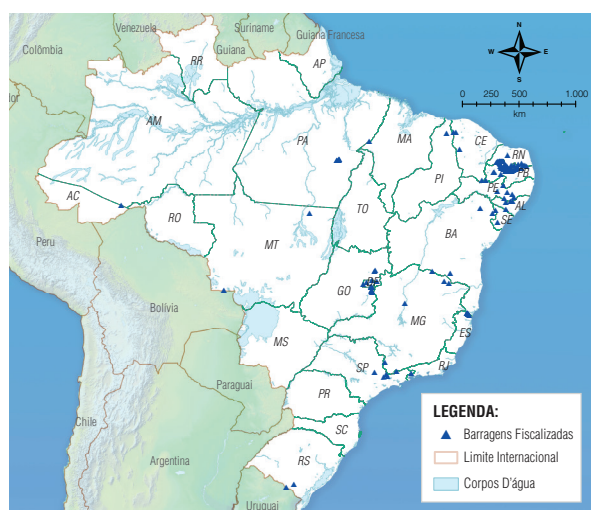 Venezuela
Suriname
Guiana Francesa
Colômbia
Guiana
RR
AP
N
W E
S
0 250 500 1.000
km
AM
PA
MA
CE
RN
PB
PI
PE
AL
SE
AC
RO
TO
BA
MT
Peru
DF
GO
Bolívia
MG
ES
MS
SP
RJ
Paraguai
PR
SC
Chile
RS
Argentina
Uruguai
LEGENDA:
Barragens Fiscalizadas
Limite Internacional
Corpos D'água